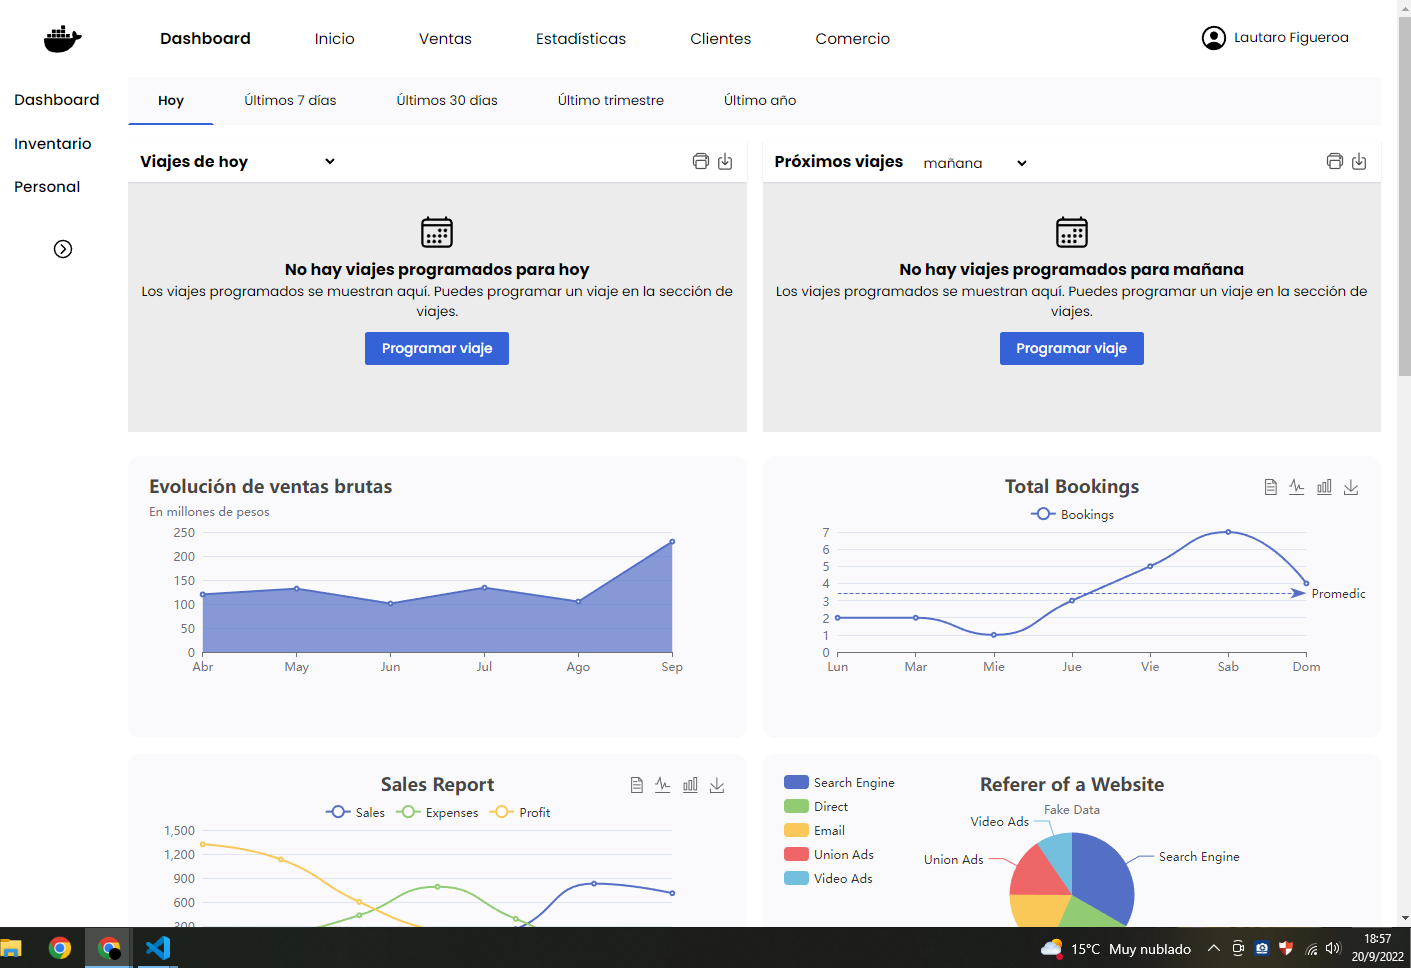 Dashboard Inicio Ventas Estadísticas Clientes Comercio Lautaro Figueroa
Dashboard
Inventario
Personal
Hoy Últimos 7 días Últimos 30 días Último trimestre Último año
Viajes de hoy
No hay viajes programados para hoy
Los viajes programados se muestran aquí. Puedes programar un viaje en la sección de
viajes.
Programar viaje
Próximos viajes mañana
No hay viajes programados para mañana
Los viajes programados se muestran aquí. Puedes programar un viaje en la sección de
viajes.
Programar viaje
Evolución de ventas brutas
En millones de pesos
250
200
150
100
50
0
Abr May Jun Jul Ago Sep
Total Bookings
Bookings
7
6
5
4
3
2
1
0
Promedic
Lun Mar Mie Jue Vie Sab Dom
Sales Report
Sales Expenses Profit
1,500
1,200
900
600
300
Referer of a Website
Fake Data
Search Engine
Direct
Email
Union Ads
Video Ads
Video Ads
Union Ads
Search Engine
15°C Muy nublado
18:57
20/9/2022